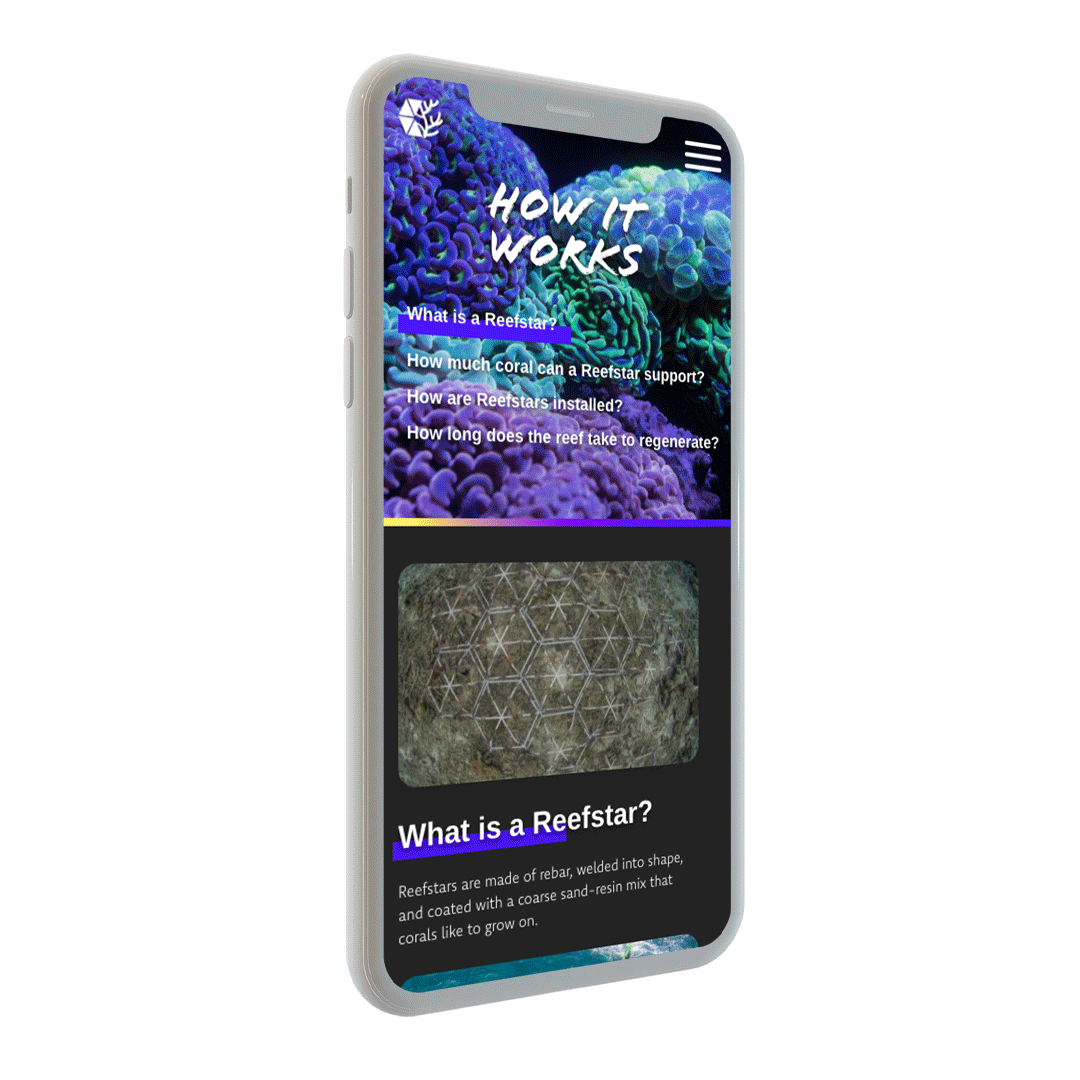 HOW IT
WORKS
What is a Reefstar?
How much coral can a Reefstar support?
How are Reefstars installed?
How long does the reef take to regenerate?
What is a Reefstar?
Reefstars are made of rebar, welded into shape,
and coated with a coarse sand-resin mix that
corals like to grow on.